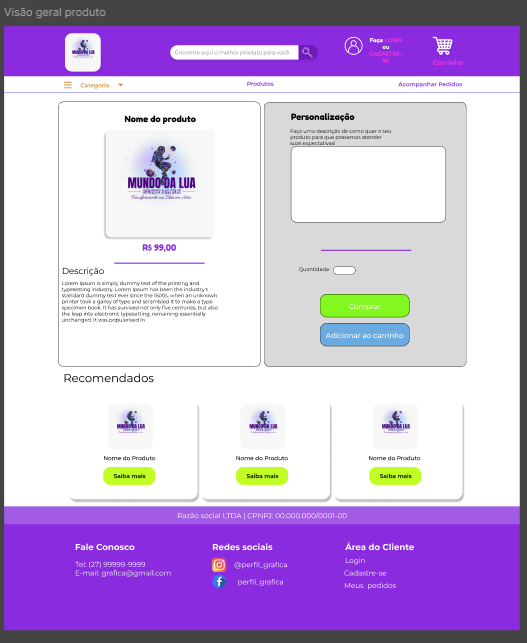 Visão geral produto
MUNDO DA LUA
Encontre aqui o melhor produto para você
Faça LOGIN
ou
CADASTRE-
SE
Carrinho
Categoria
Produtos
Acompanhar Pedidos
Nome do produto
MUNDO DA LUA
Transformando sua Ideia em Arte
R$ 99,00
Descrição
Lorem Ipsum is simply dummy text of the printing and
typesetting industry. Lorem Ipsum has been the industry's
standard dummy text ever since the 1500s, when an unknown
printer took a galley of type and scrambled it to make a type
specimen book. It has survived not only five centuries, but also
the leap into electronic typesetting, remaining essentially
unchanged. It was popularised in
Personalização
Faça uma descrição de como quer o seu
produto para que possamos atender
suas expectativas!
Quantidade:
Comprar
Adicionar ao carrinho
Recomendados
MUNDO DA LUA
Nome do Produto
Saiba mais
MUNDO DA LUA
Nome do Produto
Saiba mais
MUNDO DA LUA
Nome do Produto
Saiba mais
Razão social LTDA | CPNPJ: 00.000.000/0001-00
Fale Conosco
Tel: (27) 99999-9999
E-mail: grafica@gmail.com
Redes sociais
@perfil_grafica
perfil_grafica
Área do Cliente
Login
Cadastre-se
Meus pedidos